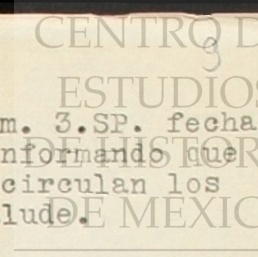 CENTRO D
3
ESTUDIOS
m. 3.SP. fecha
nformando que
DE HISTOR
circulan los
DE MEXIC
lude.